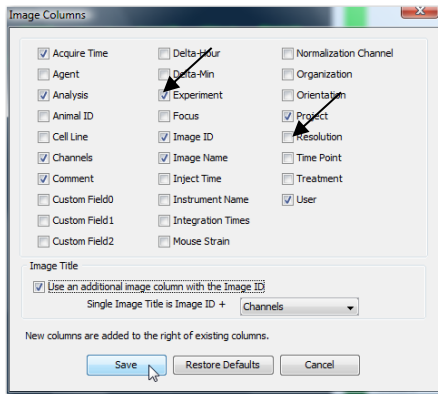 Image Columns
Acquire Time Delta-Hour Normalization Channel
Agent Delta-Min Organization
Analysis Experiment Orientation
Animal ID Focus Project
Cell Line Image ID Resolution
Channels Image Name Time Point
Comment Inject Time Treatment
Custom Field0 Instrument Name User
Custom Field1 Integration Times
Custom Field2 Mouse Strain
Image Title
Use an additional image column with the Image ID
Single Image Title is Image ID + Channels
New columns are added to the right of existing columns.
Save Restore Defaults Cancel